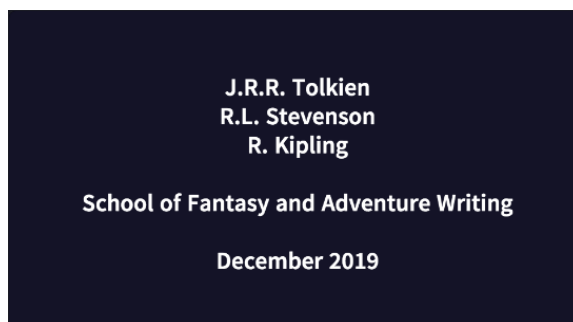 J.R.R. Tolkien
R.L. Stevenson
R. Kipling
School of Fantasy and Adventure Writing
December 2019